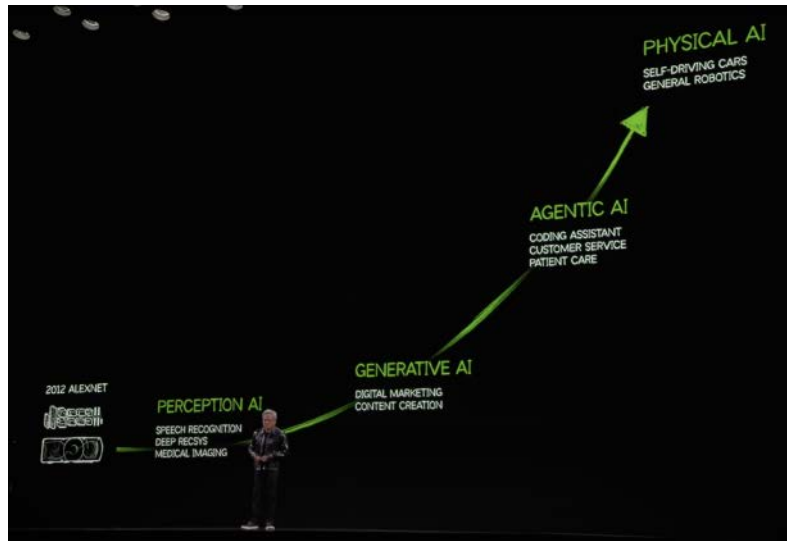 PHYSICAL AI
SELF-DRIVING CARS
GENERAL ROBOTICS
AGENTIC AI
CODING ASSISTANT
CUSTOMER SERVICE
PATIENT CARE
GENERATIVE AI
DIGITAL MARKETING
CONTENT CREATION
2012 ALEXNET
PERCEPTION AI
SPEECH RECOGNITION
DEEP RECSYS
MEDICAL IMAGING